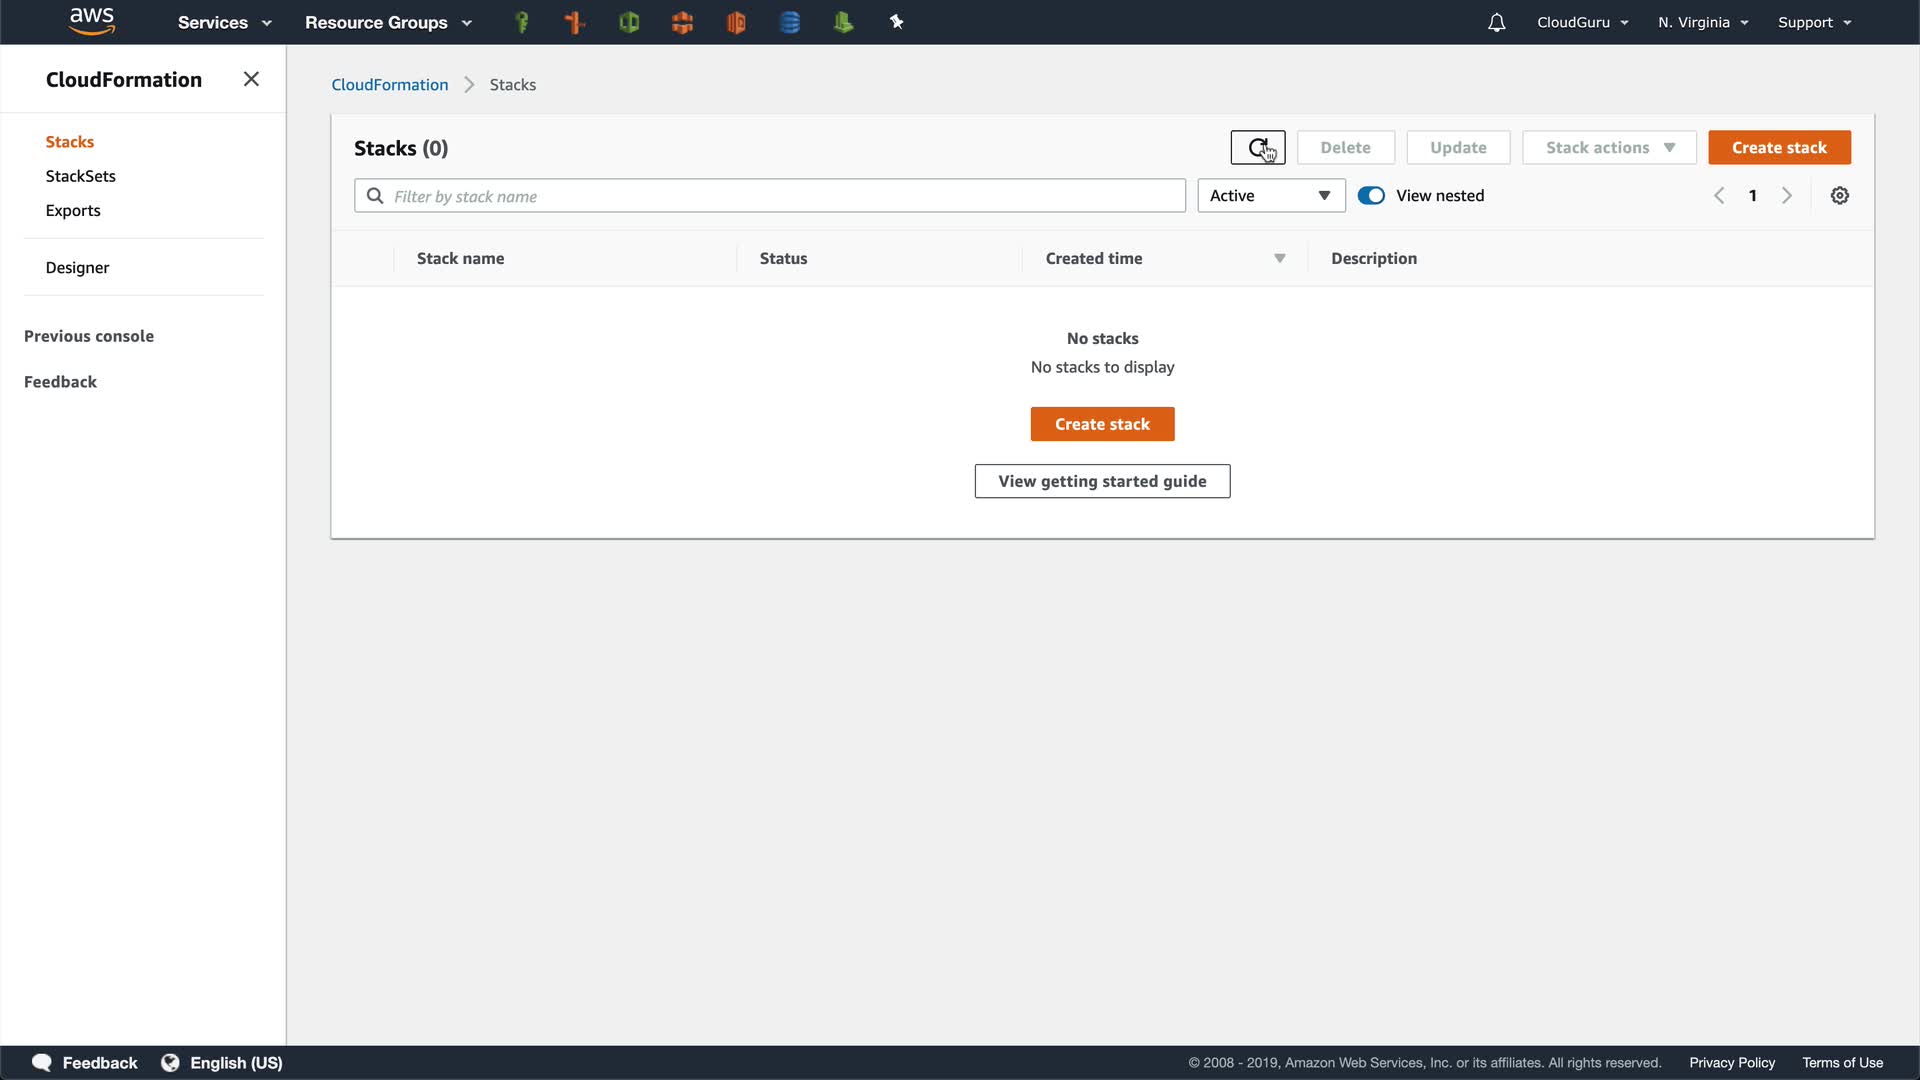 aws Services Resource Groups CloudGuru N. Virginia Support
CloudFormation
Stacks
StackSets
Exports
Designer
Previous console
Feedback
CloudFormation Stacks
Stacks (0) Delete Update Stack actions Create stack
Filter by stack name Active View nested 1
Stack name Status Created time Description
No stacks
No stacks to display
Create stack
View getting started guide
Feedback English (US) © 2008 - 2019, Amazon Web Services, Inc. or its affiliates. All rights reserved. Privacy Policy Terms of Use